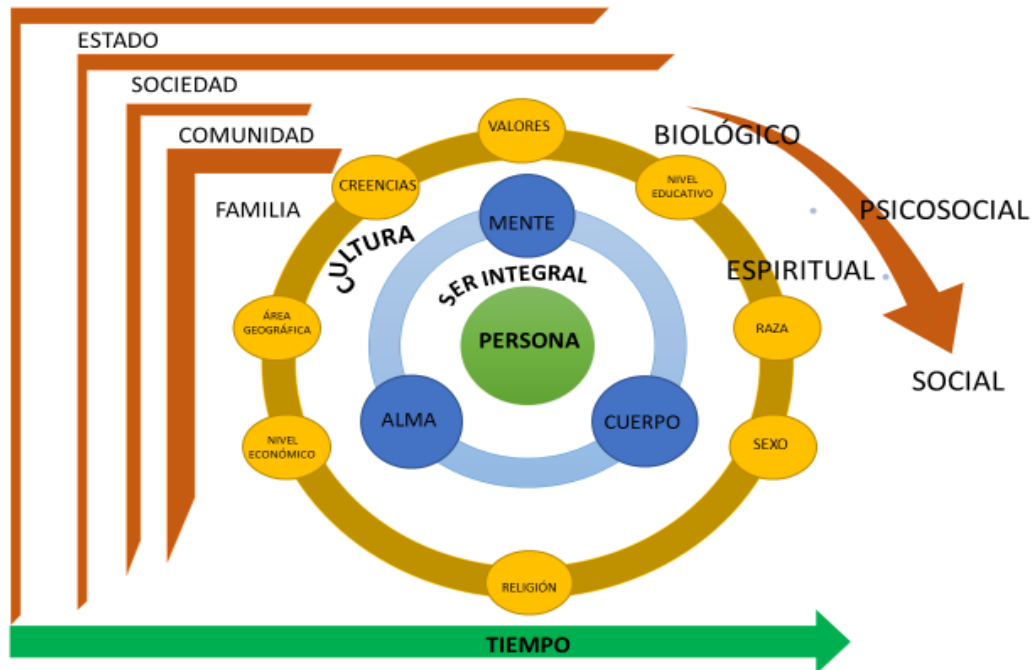 ESTADO
SOCIEDAD
COMUNIDAD
FAMILIA
VALORES
CREENCIAS
NIVEL
EDUCATIVO
BIOLÓGICO
PSICOSOCIAL
ESPIRITUAL
SOCIAL
CULTURA
MENTE
SER INTEGRAL
PERSONA
ÁREA
GEOGRÁFICA
RAZA
ALMA
CUERPO
NIVEL
ECONÓMICO
SEXO
RELIGIÓN
TIEMPO